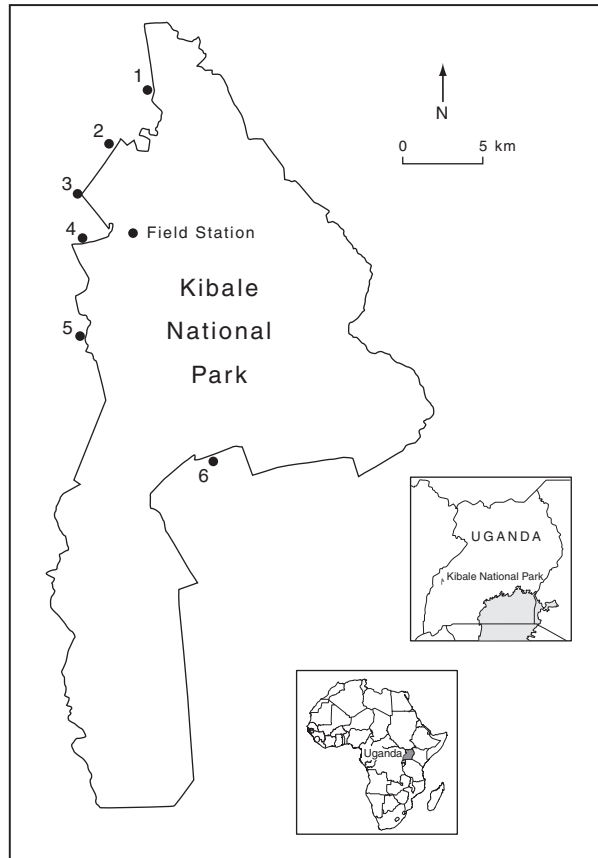 1
2
3
4
5
6
N
0 5 km
Field Station
Kibale
National
Park
UGANDA
Kibale National Park
Uganda